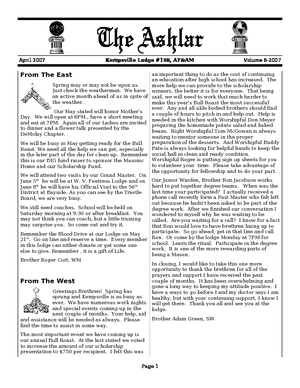 The Ashlar
April 2007 Kempsville Lodge #196, AF&AM Volume 8-2007
From The East
Spring may or may not be upon us.
Just check the weatherman. We have
an active month ahead of us in spite of
the weather.
Our May stated will honor Mother's
Day. We will open at 6PM., have a short meeting
and eat at 7PM. Again all of our Ladies are invited
to dinner and a flower talk presented by the
DeMolay Chapter.
We will be busy in May getting ready for the Bull
Roast. We need all the help we can get, especially
in the later part of the day for clean up. Remember
this is our RIG fund raiser to sponsor the Masonic
Home and our Scholarship Fund.
We will attend two visits by our Grand Master. On
June 5th he will be at W. V. Fentress Lodge and on
June 8th he will have his Official Visit to the 56th
District at Bayside. As you can see by the Trestle
Board, we are very busy.
We still need coaches. School will be held on
Saturday morning at 9:30 or after breakfast. You
may not think you can coach, but a little training
may surprise you. So come out and try it.
Remember the Blood Drive at our Lodge on May
21st. Go on line and reserve a time. Every member
in this lodge can either donate or get some one
else to give. Remember, it is a gift of Life.
Brother Roger Cort, WM
From The West
Greetings Brothers! Spring has
sprung and Kempsville is as busy as
ever. We have numerous work nights
and special events coming up in the
next couple of months. Your help, aid
and assistance will be needed as always. Please
find the time to assist in some way.
The most important event we have coming up is
our annual Bull Roast. At the last stated we voted
to increase the amount of our scholarship
presentation to $750 per recipient. I felt this was
an important thing to do as the cost of continuing
an education after high school has increased. The
more help we can provide to the scholarship
winners, the better it is for everyone. That being
said, we will need to work that much harder to
make this year's Bull Roast the most successful
ever. Any and all able bodied brothers should find
a couple of hours to pitch in and help out. Help is
needed in the kitchen with Worshipful Don Meyer
preparing the homemade potato salad and baked
beans. Right Worshipful Tom McGowan is always
anxious to mentor someone in the proper
preparation of the desserts. And Worshipful Buddy
Pate is always looking for helpful hands to keep the
social hall in clean and ready condition.
Worshipful Roger is putting sign up sheets for you
to volunteer your time. Please take advantage of
the opportunity for fellowship and to do your part.
Our Junior Warden, Brother Ron Jackson works
hard to put together degree teams. When was the
last time your participated? I actually received a
phone call recently from a Past Master who felt left
out because he hadn't been asked to be part of the
degree work. After we finished our conversation I
wondered to myself why he was waiting to be
called. Are you waiting for a call? I know for a fact
that Ron would love to have brethren lining up to
participate. So go ahead, get in that line and call
Ron. Or come by the lodge Monday at 7PM for
school. Learn the ritual. Participate in the degree
work. It is one of the more rewarding parts of
being a Mason.
In closing, I would like to take this one more
opportunity to thank the brethren for all of the
prayers and support I have received the past
couple of months. It has been overwhelming and
gone a long way to keeping my attitude positive. I
have a ways to go before I and my doctor says I am
healthy, but with your continuing support, I know I
will get there. Thank you all and see you at the
lodge.
Brother Adam Green, SW
Page 1